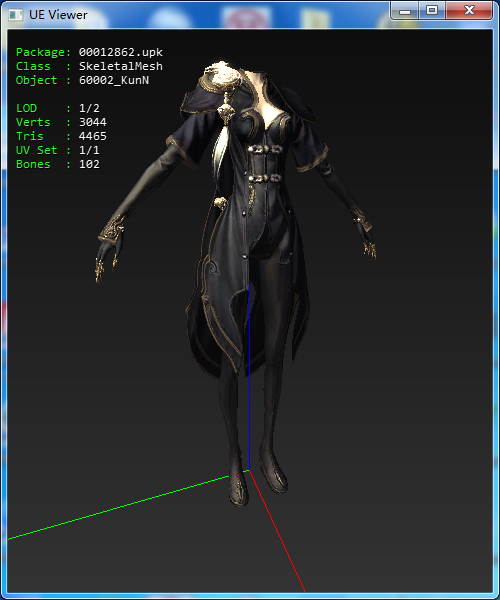 UE Viewer
Package: 00012862.upk
Class : SkeletalMesh
Object : 60002_KunN
LOD : 1/2
Verts : 3044
Tris : 4465
UV Set : 1/1
Bones : 102